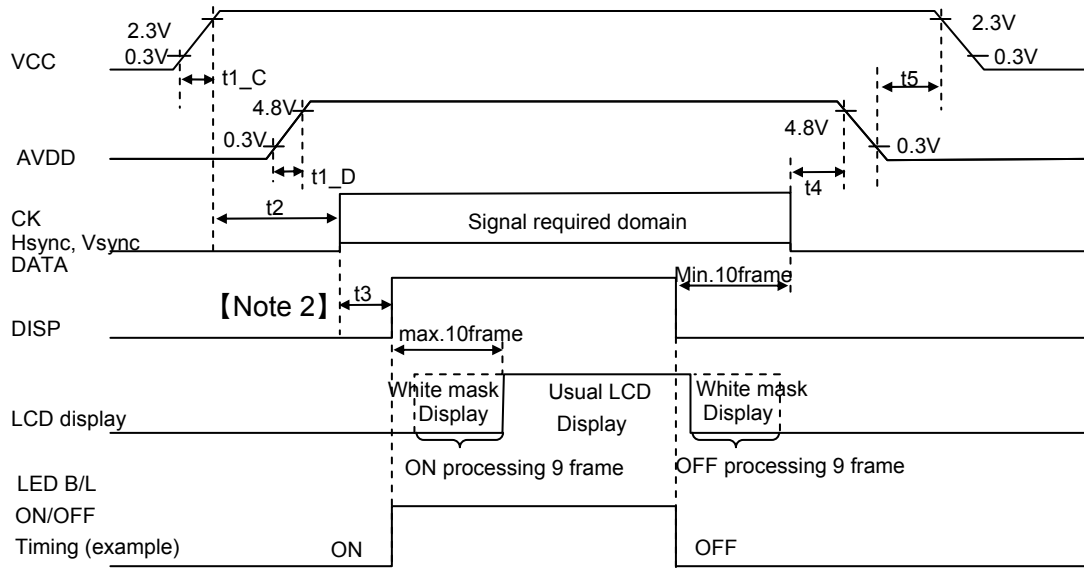 2.3V
2.3V
VCC
0.3V
0.3V
t1_C
t5
4.8V
4.8V
0.3V
0.3V
AVDD
t1_D
t4
t2
CK
Signal required domain
Hsync, Vsync
DATA
Min.10frame
【Note 2】
t3
DISP
max.10frame
White mask
Display
Usual LCD
Display
White mask
Display
LCD display
ON processing 9 frame
OFF processing 9 frame
LED B/L
ON/OFF
Timing (example)
ON
OFF